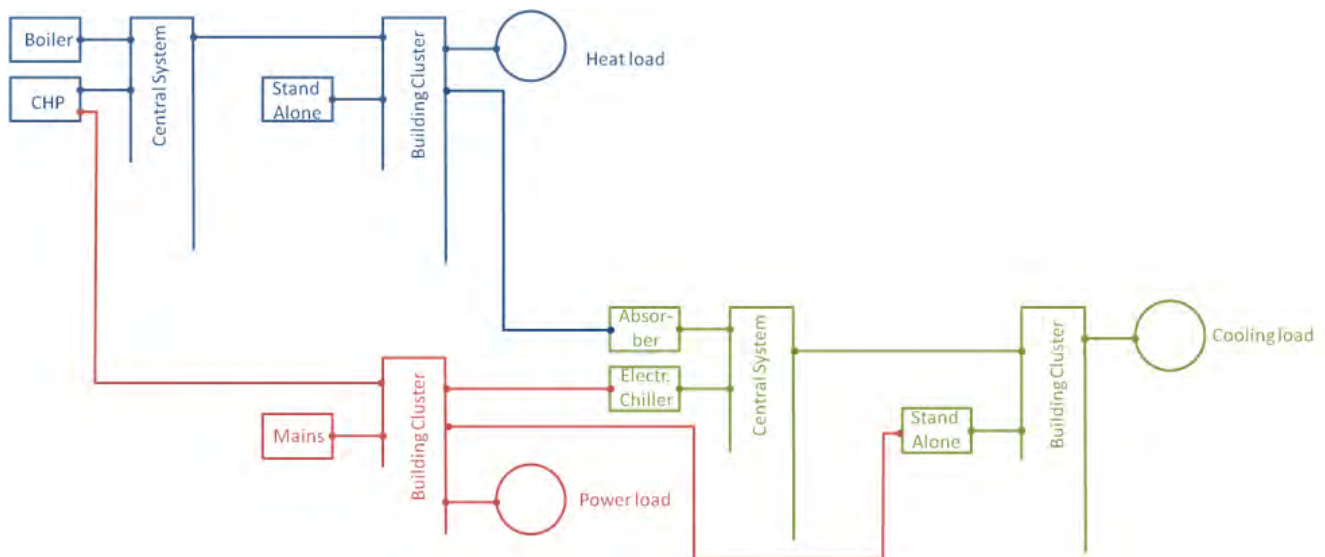 Boiler
CHP
Central System
Stand
Alone
Building Cluster
Heat load
Absor-
ber
Electr.
Chiller
Central System
Building Cluster
Cooling load
Stand
Alone
Mains
Building Cluster
Power load